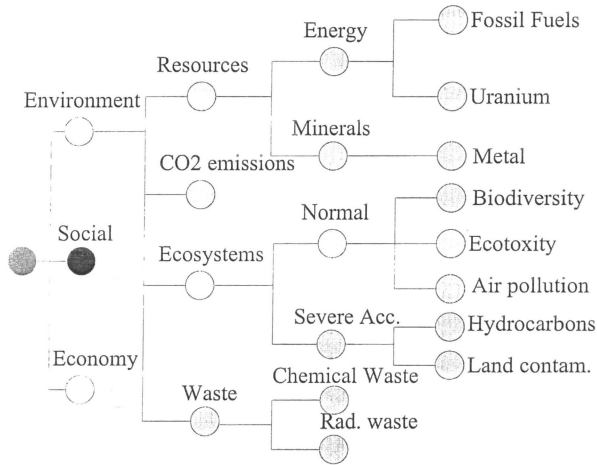 Fossil Fuels
Energy
Resources
Environment
Uranium
Minerals
CO2 emissions
Metal
Biodiversity
Normal
Social
Ecosystems
Ecotoxity
Air pollution
Severe Acc.
Hydrocarbons
Economy
Land contam.
Chemical Waste
Waste
Rad. waste